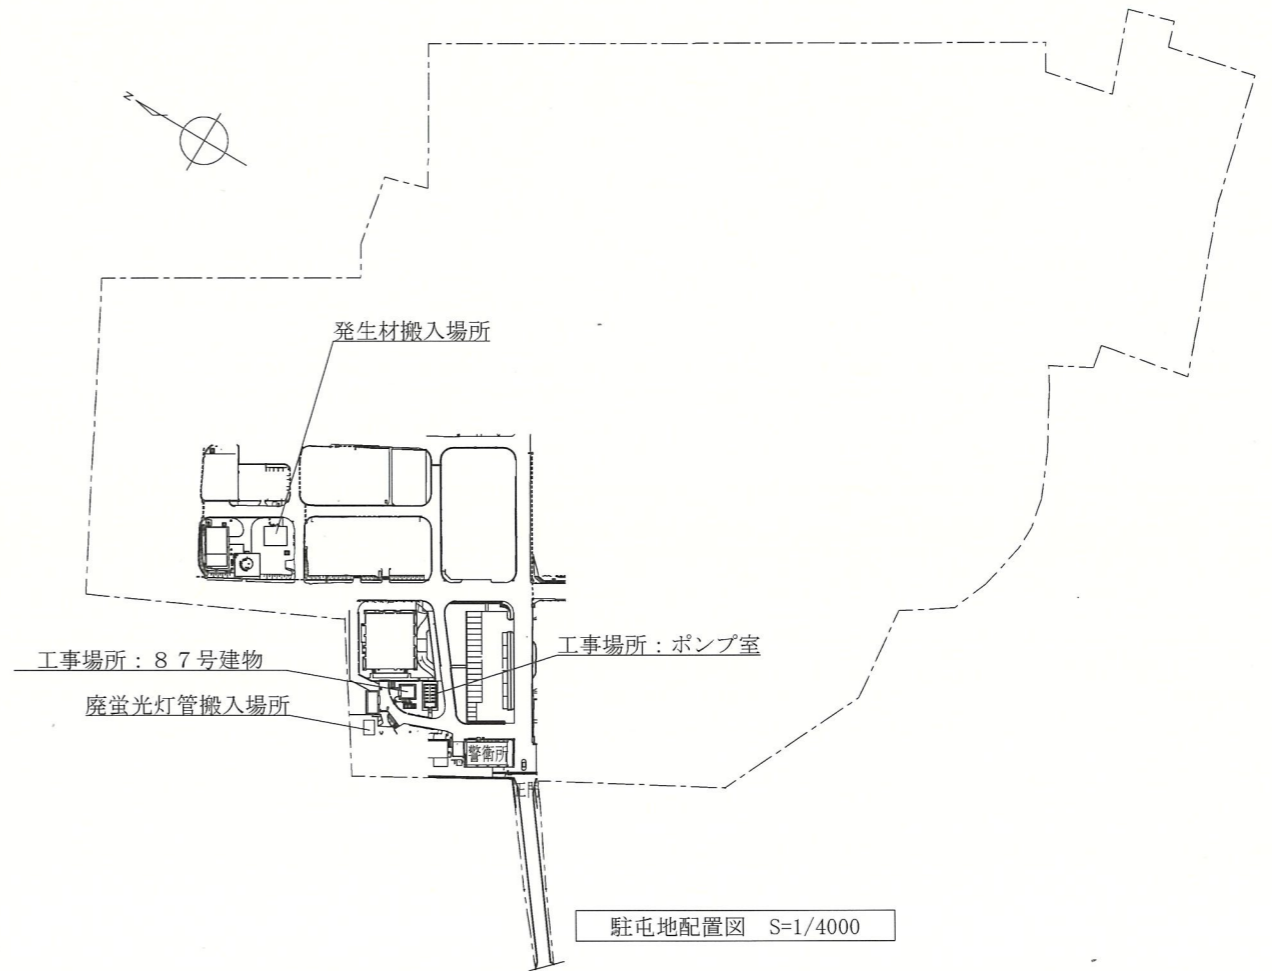 N
発生材搬入場所
工事場所：ポンプ室
工事場所：８７号建物
廃蛍光灯管搬入場所
警衛所
正門
駐屯地配置図　S=1/4000